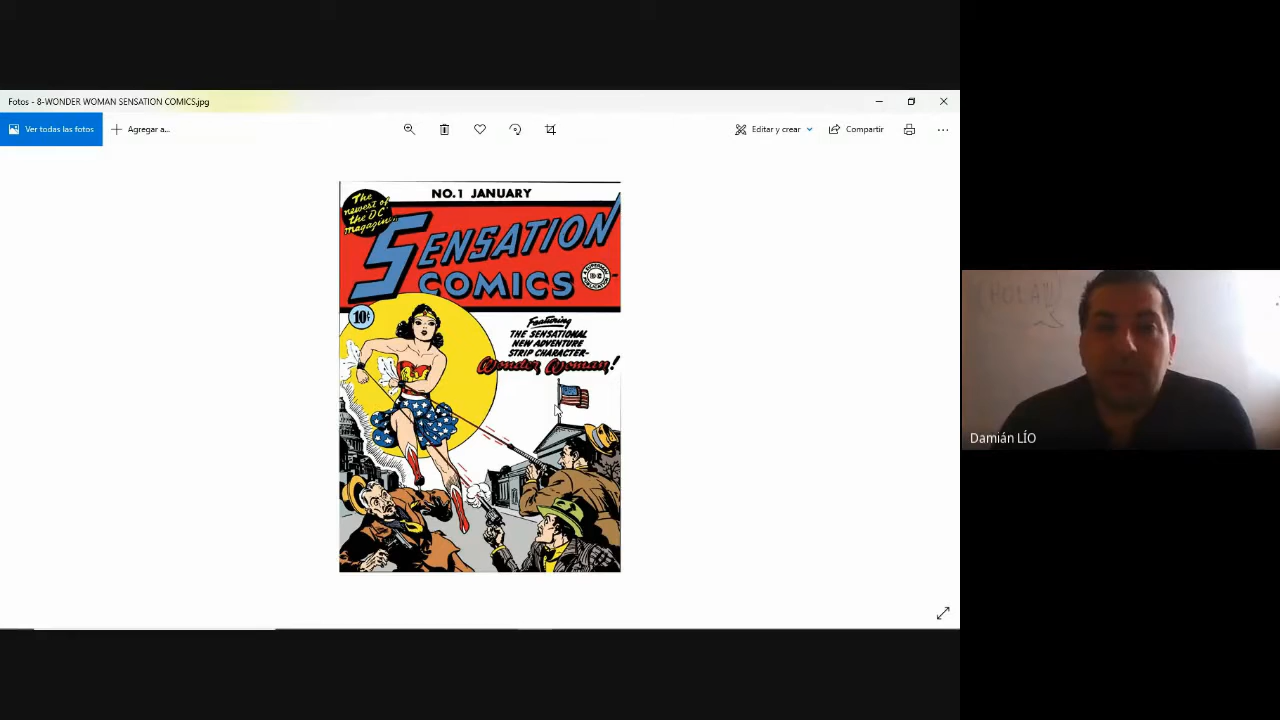 Fotos - 8-WONDER WOMAN SENSATION COMICS.jpg
Ver todas las fotos
Agregar a...
Editar y crear
Compartir
NO.1 JANUARY
The
newest of
the DC
magazines
SENSATION
COMICS
10¢
Featuring
THE SENSATIONAL
NEW ADVENTURE
STRIP CHARACTER-
Wonder Woman!
HOLA
Damián LÍO